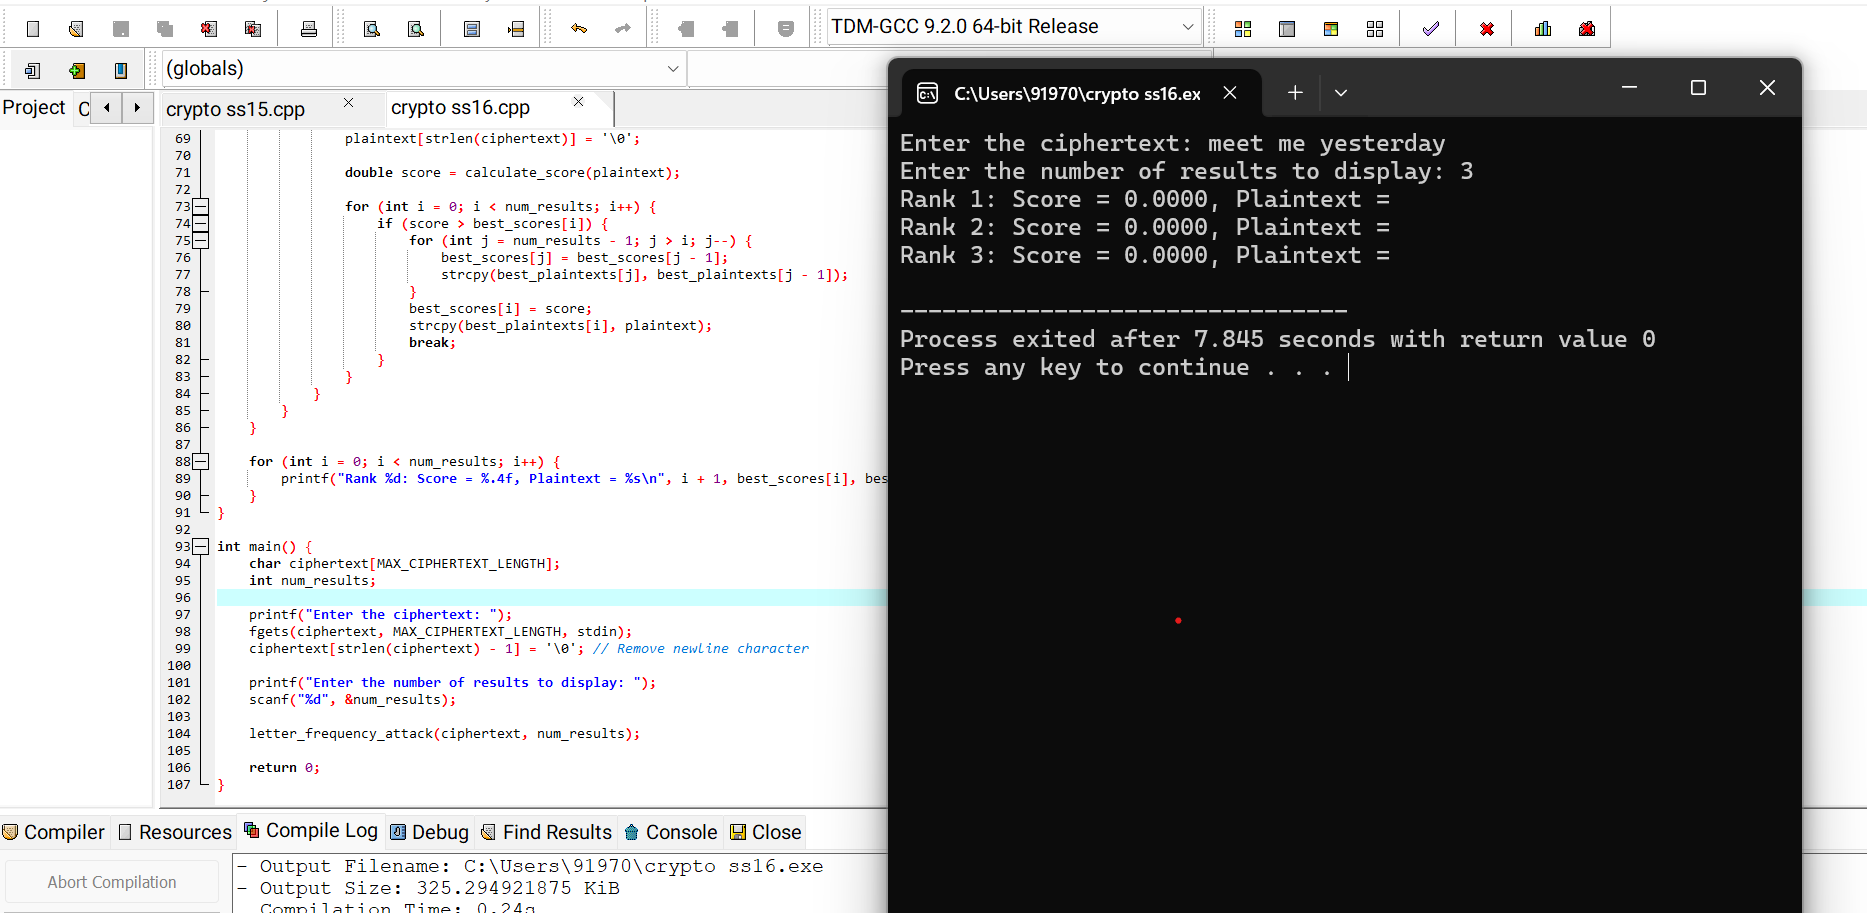 TDM-GCC 9.2.0 64-bit Release
(globals)
Project
crypto ss15.cpp
crypto ss16.cpp
69 plaintext[strlen(ciphertext)] = '\0';
70
71 double score = calculate_score(plaintext);
72
73 for (int i = 0; i < num_results; i++) {
74 if (score > best_scores[i]) {
75 for (int j = num_results - 1; j > i; j--) {
76 best_scores[j] = best_scores[j - 1];
77 strcpy(best_plaintexts[j], best_plaintexts[j - 1]);
78 }
79 best_scores[i] = score;
80 strcpy(best_plaintexts[i], plaintext);
81 break;
82 }
83 }
84 }
85 }
86 }
87
88 for (int i = 0; i < num_results; i++) {
89 printf("Rank %d: Score = %.4f, Plaintext = %s\n", i + 1, best_scores[i], bes
90 }
91 }
92
93 int main() {
94 char ciphertext[MAX_CIPHERTEXT_LENGTH];
95 int num_results;
96
97 printf("Enter the ciphertext: ");
98 fgets(ciphertext, MAX_CIPHERTEXT_LENGTH, stdin);
99 ciphertext[strlen(ciphertext) - 1] = '\0'; // Remove newline character
100
101 printf("Enter the number of results to display: ");
102 scanf("%d", &num_results);
103
104 letter_frequency_attack(ciphertext, num_results);
105
106 return 0;
107 }
C:\Users\91970\crypto ss16.ex
Enter the ciphertext: meet me yesterday
Enter the number of results to display: 3
Rank 1: Score = 0.0000, Plaintext =
Rank 2: Score = 0.0000, Plaintext =
Rank 3: Score = 0.0000, Plaintext =
--------------------------------
Process exited after 7.845 seconds with return value 0
Press any key to continue . . .
Compiler Resources Compile Log Debug Find Results Console Close
Abort Compilation
- Output Filename: C:\Users\91970\crypto ss16.exe
- Output Size: 325.294921875 KiB
- Compilation Time: 0.24s